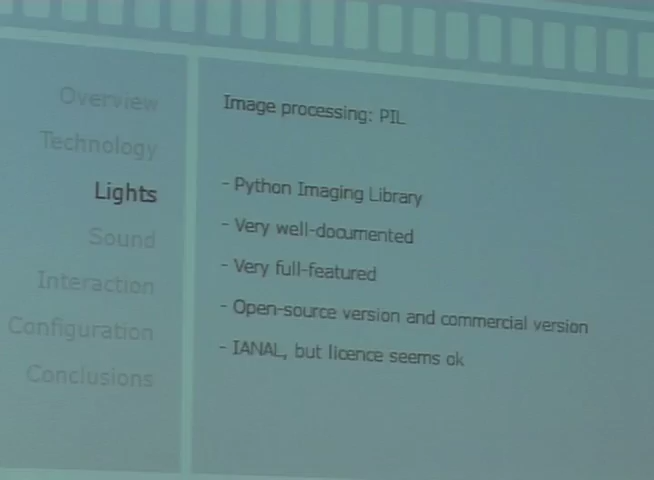 Overview
Technology
Lights
Sound
Interaction
Configuration
Conclusions
Image processing: PIL
- Python Imaging Library
- Very well-documented
- Very full-featured
- Open-source version and commercial version
- IANAL, but licence seems ok